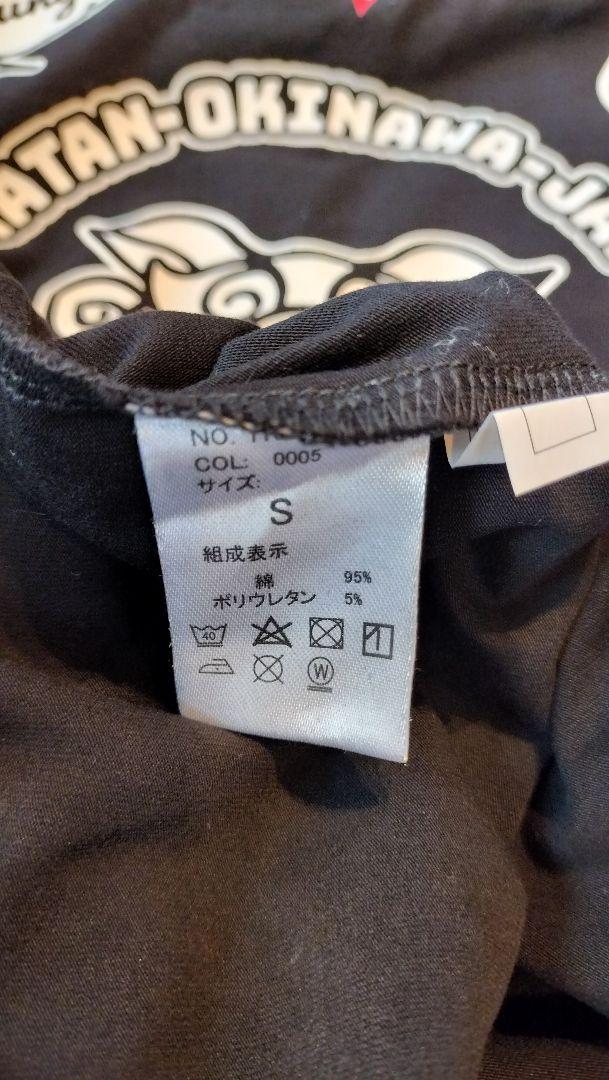 ATAN-OKINAWA-JA
NO.
COL: 0005
サイズ:
S
組成表示
綿 95%
ポリウレタン 5%
40
W